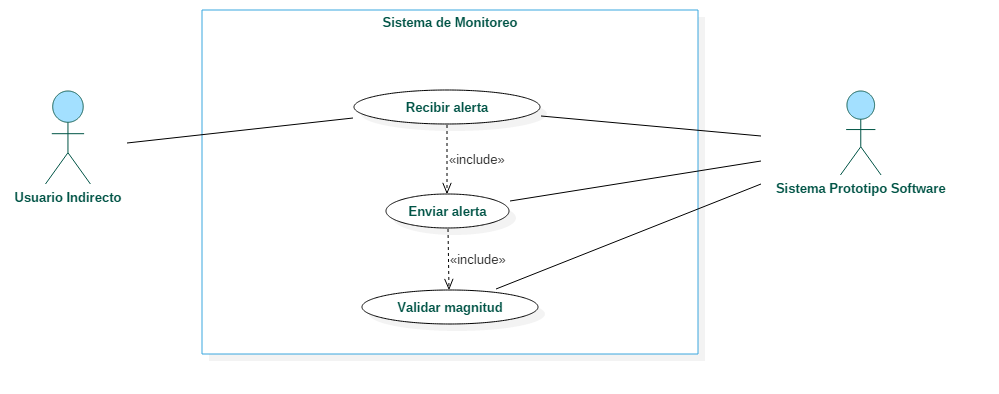 Sistema de Monitoreo
Recibir alerta
«include»
Usuario Indirecto
Sistema Prototipo Software
Enviar alerta
«include»
Validar magnitud